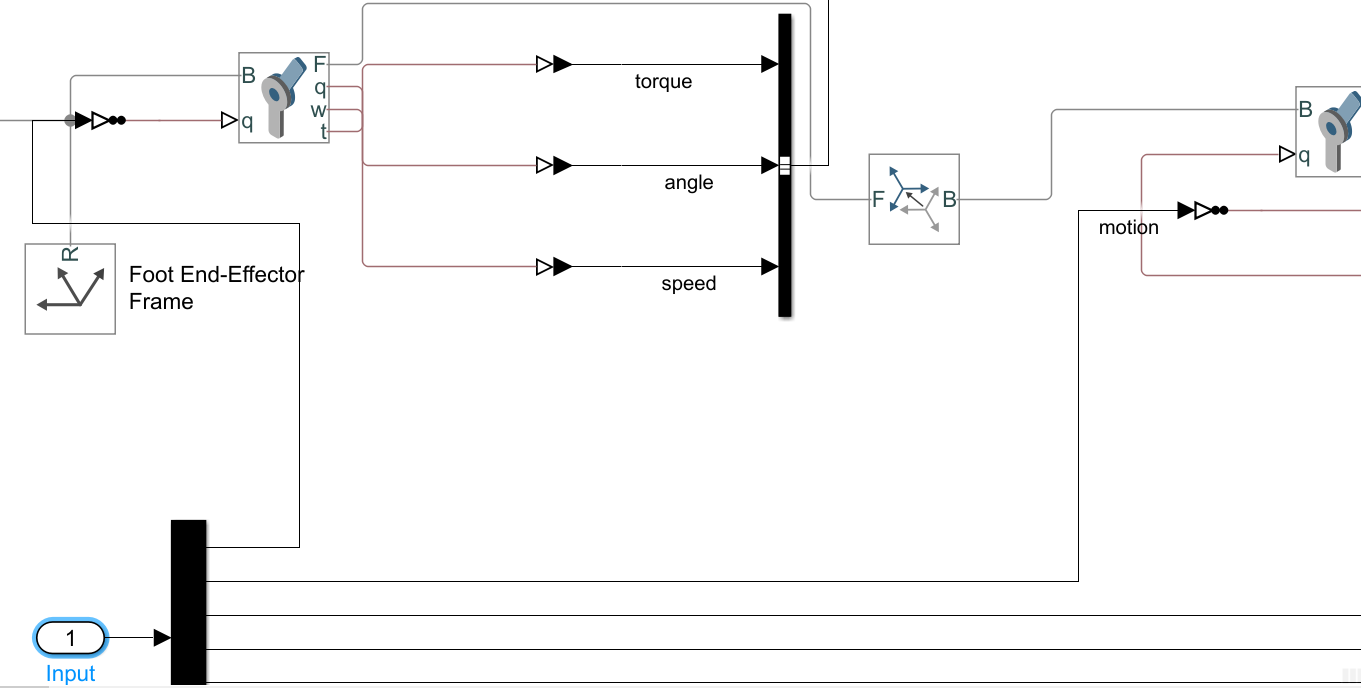 B
F
q
w
t
q
torque
angle
speed
R
Foot End-Effector
Frame
F
B
B
q
motion
1
Input